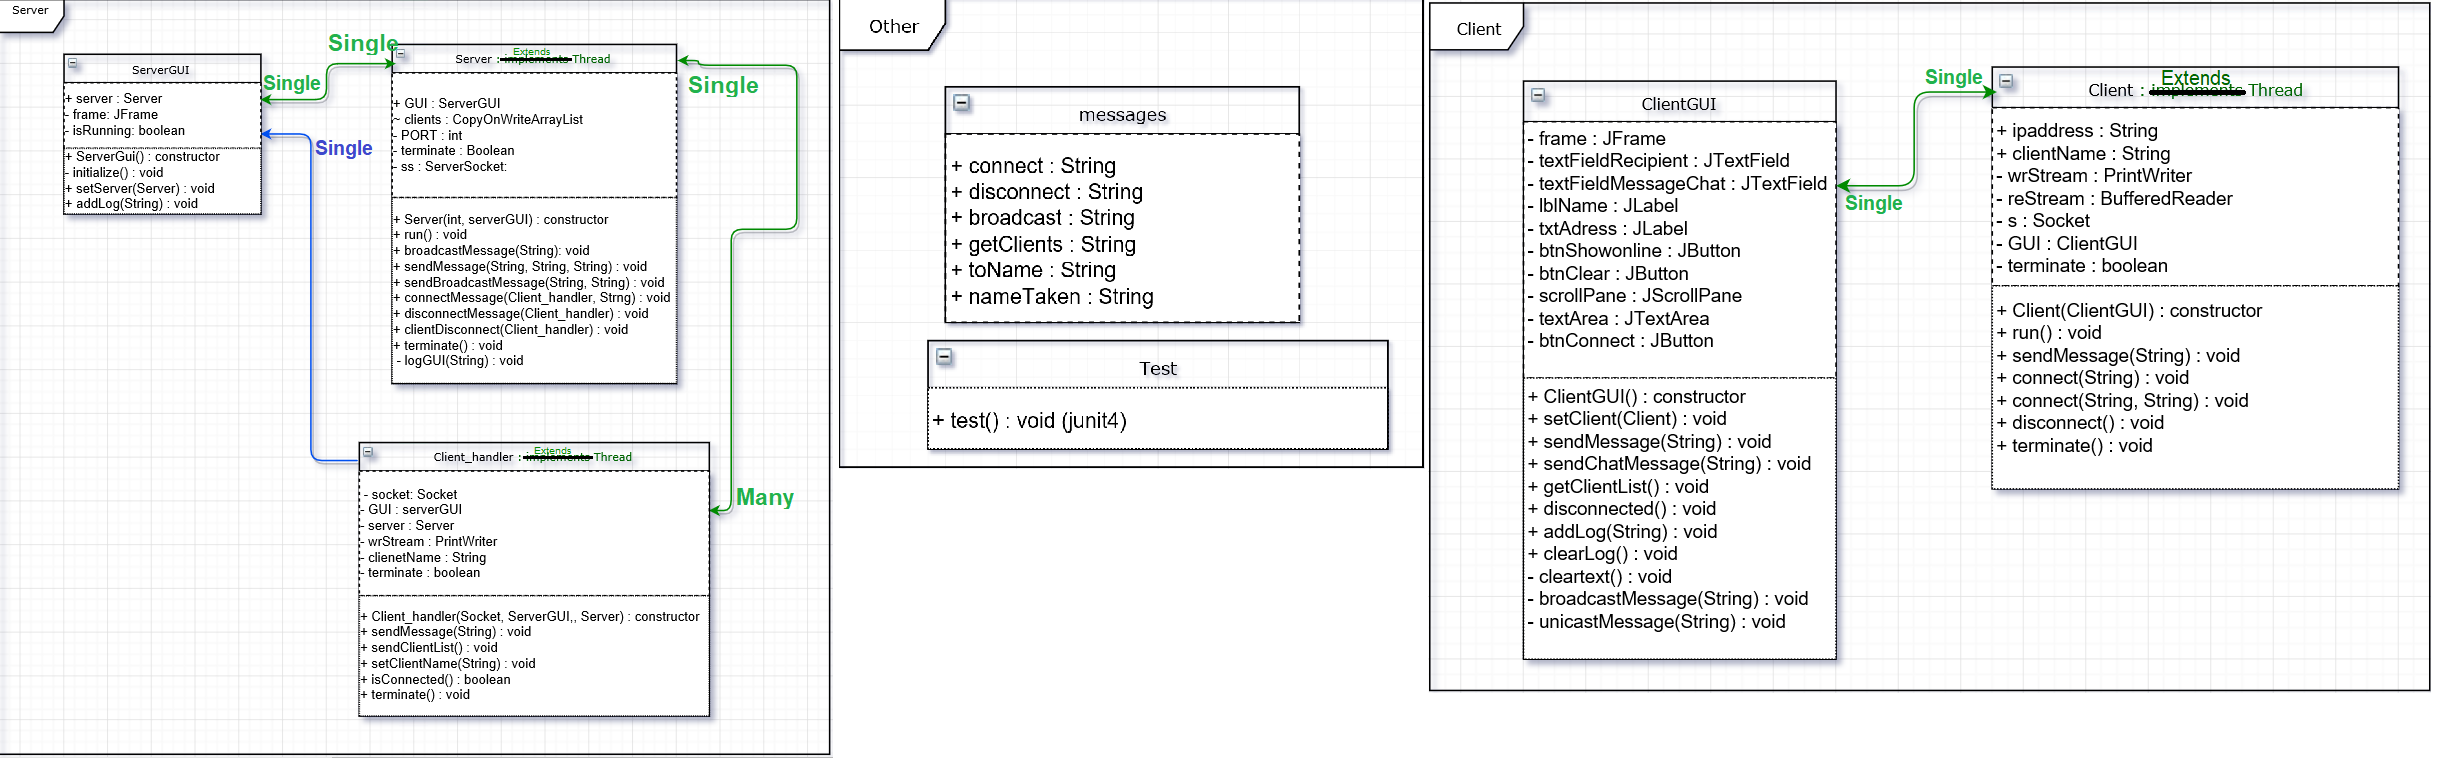 Server
ServerGUI
+ server : Server
- frame: JFrame
- isRunning: boolean
+ ServerGui() : constructor
- initialize() : void
+ setServer(Server) : void
+ addLog(String) : void
Single
Single
Single
Extends
Server : implements Thread
+ GUI : ServerGUI
~ clients : CopyOnWriteArrayList
- PORT : int
- terminate : Boolean
- ss : ServerSocket:
+ Server(int, serverGUI) : constructor
+ run() : void
+ broadcastMessage(String): void
+ sendMessage(String, String, String) : void
+ sendBroadcastMessage(String, String) : void
+ connectMessage(Client_handler, Strng) : void
+ disconnectMessage(Client_handler) : void
+ clientDisconnect(Client_handler) : void
+ terminate() : void
- logGUI(String) : void
Single
Many
Extends
Client_handler : implements Thread
- socket: Socket
- GUI : serverGUI
- server : Server
- wrStream : PrintWriter
- clienetName : String
- terminate : boolean
+ Client_handler(Socket, ServerGUI,, Server) : constructor
+ sendMessage(String) : void
+ sendClientList() : void
+ setClientName(String) : void
+ isConnected() : boolean
+ terminate() : void
Other
messages
+ connect : String
+ disconnect : String
+ broadcast : String
+ getClients : String
+ toName : String
+ nameTaken : String
Test
+ test() : void (junit4)
Client
ClientGUI
- frame : JFrame
- textFieldRecipient : JTextField
- textFieldMessageChat : JTextField
- lblName : JLabel
- txtAdress : JLabel
- btnShowonline : JButton
- btnClear : JButton
- scrollPane : JScrollPane
- textArea : JTextArea
- btnConnect : JButton
+ ClientGUI() : constructor
+ setClient(Client) : void
+ sendMessage(String) : void
+ sendChatMessage(String) : void
+ getClientList() : void
+ disconnected() : void
+ addLog(String) : void
+ clearLog() : void
- cleartext() : void
- broadcastMessage(String) : void
- unicastMessage(String) : void
Single
Single
Extends
Client : implements Thread
+ ipaddress : String
+ clientName : String
- wrStream : PrintWriter
- reStream : BufferedReader
- s : Socket
- GUI : ClientGUI
- terminate : boolean
+ Client(ClientGUI) : constructor
+ run() : void
+ sendMessage(String) : void
+ connect(String) : void
+ connect(String, String) : void
+ disconnect() : void
+ terminate() : void